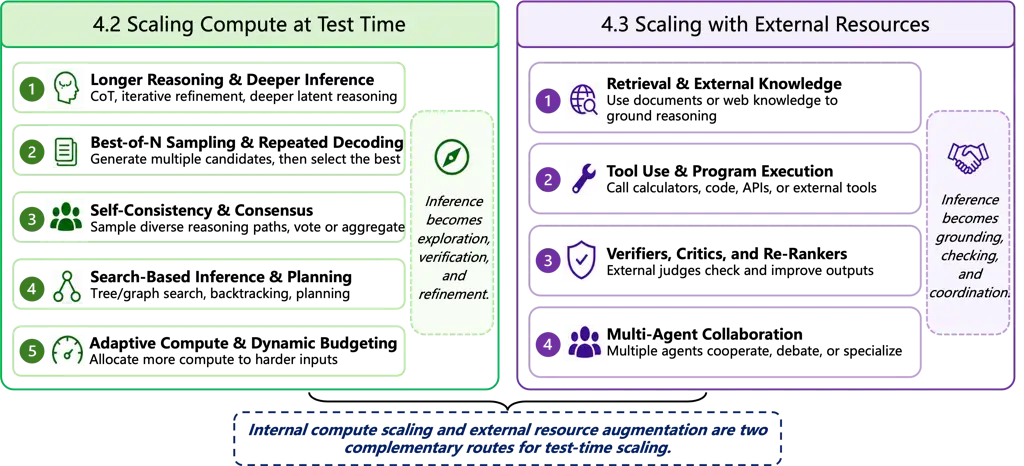 4.2 Scaling Compute at Test Time
1
Longer Reasoning & Deeper Inference
CoT, iterative refinement, deeper latent reasoning
2
Best-of-N Sampling & Repeated Decoding
Generate multiple candidates, then select the best
3
Self-Consistency & Consensus
Sample diverse reasoning paths, vote or aggregate
4
Search-Based Inference & Planning
Tree/graph search, backtracking, planning
5
Adaptive Compute & Dynamic Budgeting
Allocate more compute to harder inputs
Inference
becomes
exploration,
verification,
and
refinement.
4.3 Scaling with External Resources
1
Retrieval & External Knowledge
Use documents or web knowledge to
ground reasoning
2
Tool Use & Program Execution
Call calculators, code, APIs, or external tools
3
Verifiers, Critics, and Re-Rankers
External judges check and improve outputs
4
Multi-Agent Collaboration
Multiple agents cooperate, debate, or specialize
Inference
becomes
grounding,
checking,
and
coordination.
Internal compute scaling and external resource augmentation are two
complementary routes for test-time scaling.